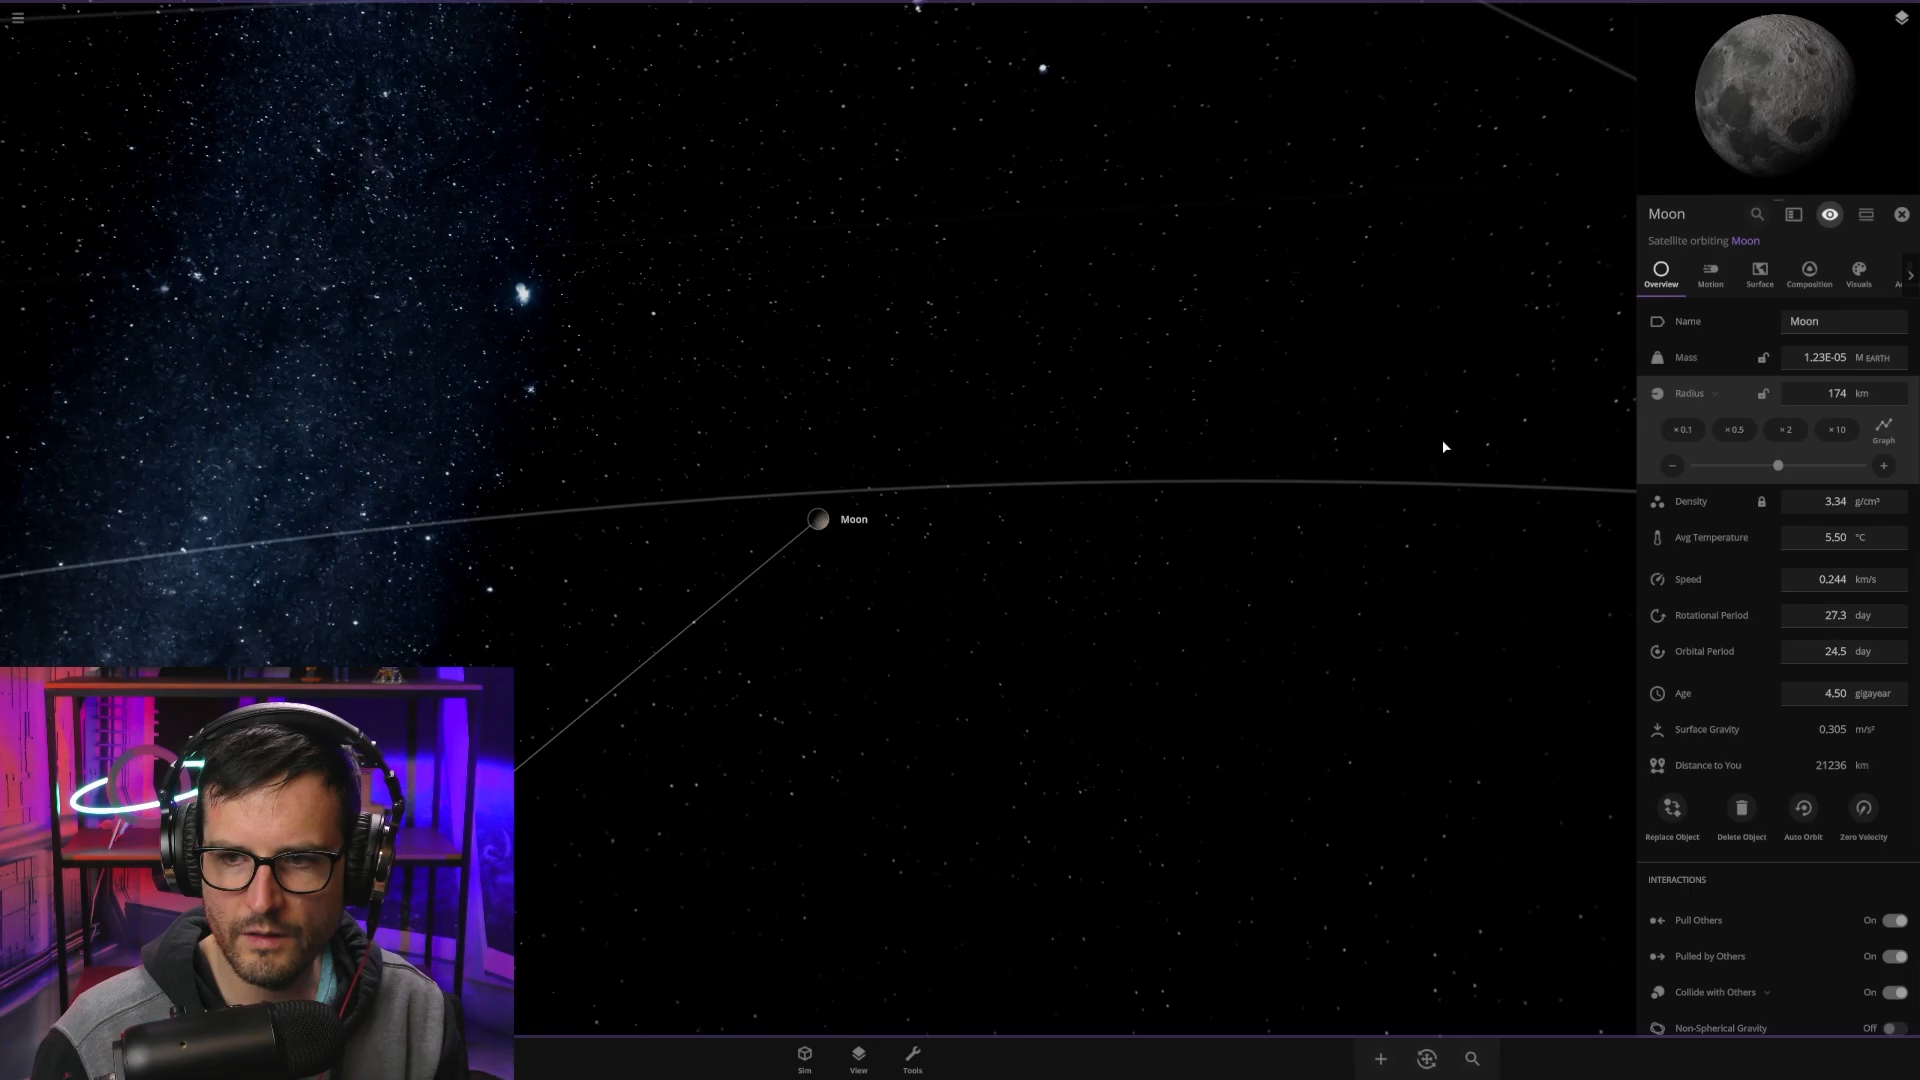 Moon
Satellite orbiting Moon
Overview Motion Surface Composition Visuals
Name Moon
Mass 1.23E-05 M EARTH
Radius 174 km
× 0.1 × 0.5 × 2 × 10 Graph
Density 3.34 g/cm³
Avg Temperature 5.50 °C
Speed 0.244 km/s
Rotational Period 27.3 day
Orbital Period 24.5 day
Age 4.50 gigayear
Surface Gravity 0.305 m/s²
Distance to You 21236 km
Replace Object Delete Object Auto Orbit Zero Velocity
INTERACTIONS
Pull Others On
Pulled by Others On
Collide with Others On
Non-Spherical Gravity Off
Moon
Sim View Tools